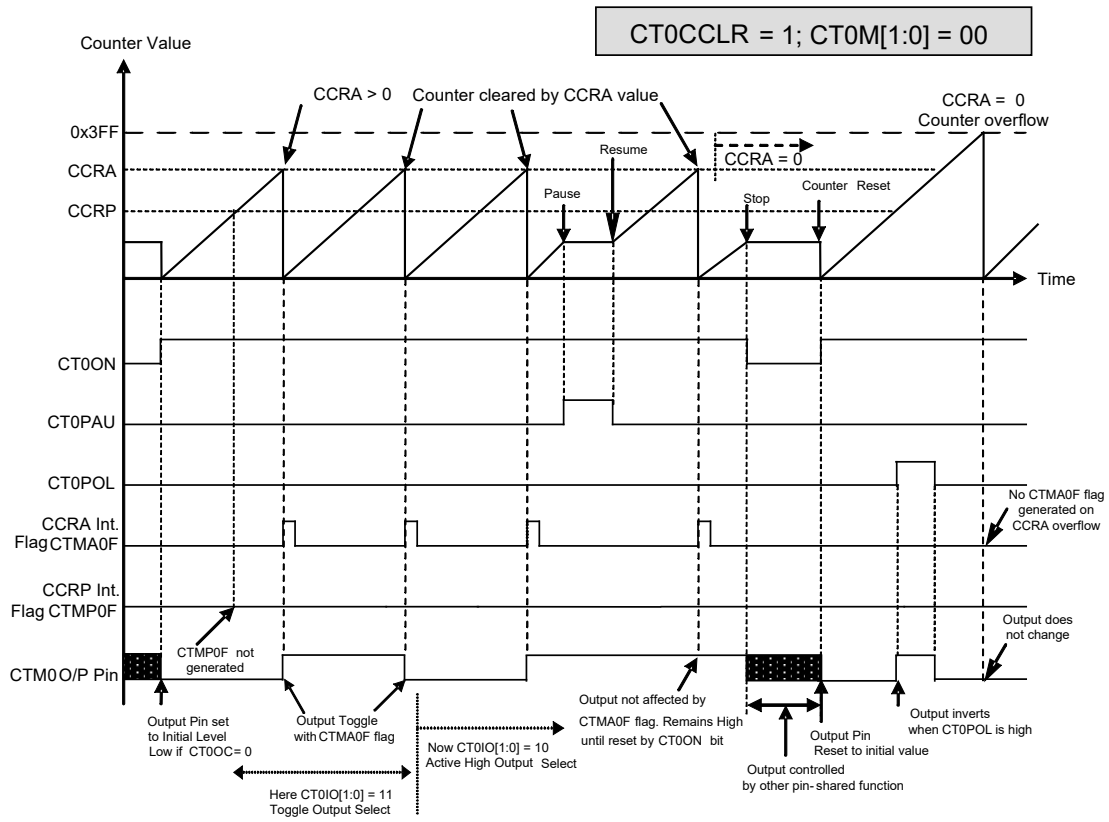 CT0CCLR = 1; CT0M[1:0] = 00
Counter Value
CCRA > 0
Counter cleared by CCRA value
CCRA = 0
Counter overflow
0x3FF
Resume
CCRA = 0
CCRA
Pause
Stop
Counter Reset
CCRP
Time
CT0ON
CT0PAU
CT0POL
No CTMA0F flag
generated on
CCRA overflow
CCRA Int.
Flag CTMA0F
CCRP Int.
Flag CTMP0F
CTMP0F not
generated
Output does
not change
CTM0 O/P Pin
Output Pin set
to Initial Level
Low if CT0OC= 0
Output Toggle
with CTMA0F flag
Now CT0IO[1:0] = 10
Active High Output Select
Output not affected by
CTMA0F flag. Remains High
until reset by CT0ON bit
Output Pin
Reset to initial value
Output inverts
when CT0POL is high
Output controlled
by other pin-shared function
Here CT0IO[1:0] = 11
Toggle Output Select